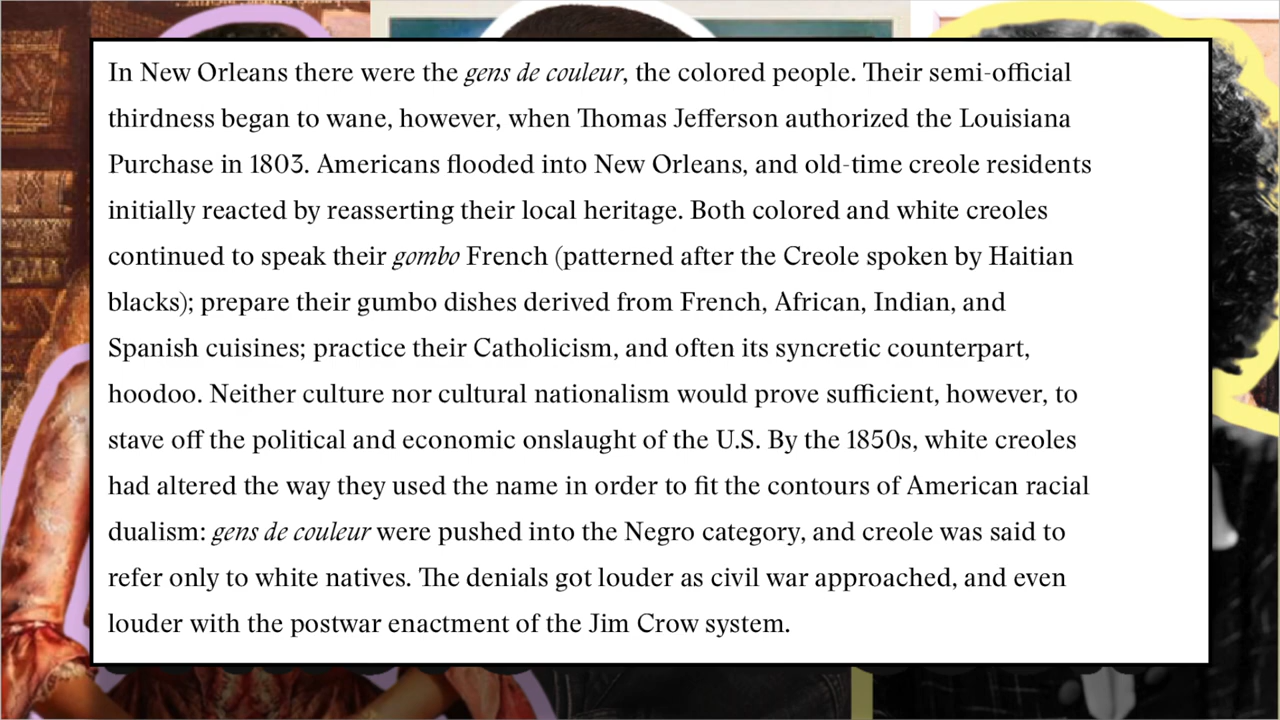 In New Orleans there were the gens de couleur, the colored people. Their semi-official
thirdness began to wane, however, when Thomas Jefferson authorized the Louisiana
Purchase in 1803. Americans flooded into New Orleans, and old-time creole residents
initially reacted by reasserting their local heritage. Both colored and white creoles
continued to speak their gombo French (patterned after the Creole spoken by Haitian
blacks); prepare their gumbo dishes derived from French, African, Indian, and
Spanish cuisines; practice their Catholicism, and often its syncretic counterpart,
hoodoo. Neither culture nor cultural nationalism would prove sufficient, however, to
stave off the political and economic onslaught of the U.S. By the 1850s, white creoles
had altered the way they used the name in order to fit the contours of American racial
dualism: gens de couleur were pushed into the Negro category, and creole was said to
refer only to white natives. The denials got louder as civil war approached, and even
louder with the postwar enactment of the Jim Crow system.